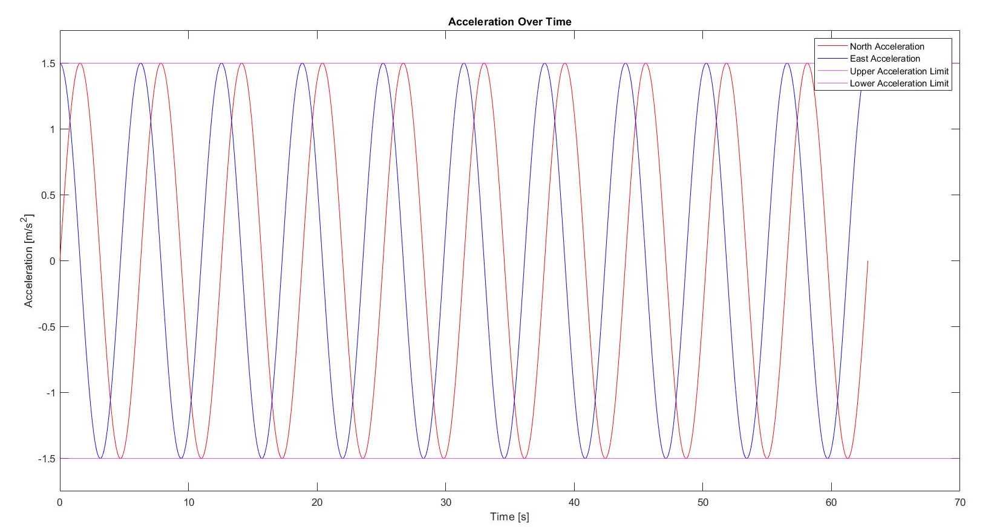 Acceleration Over Time
North Acceleration
East Acceleration
Upper Acceleration Limit
Lower Acceleration Limit
1.5
1
0.5
0
-0.5
-1
-1.5
Acceleration [m/s²]
0 10 20 30 40 50 60 70
Time [s]